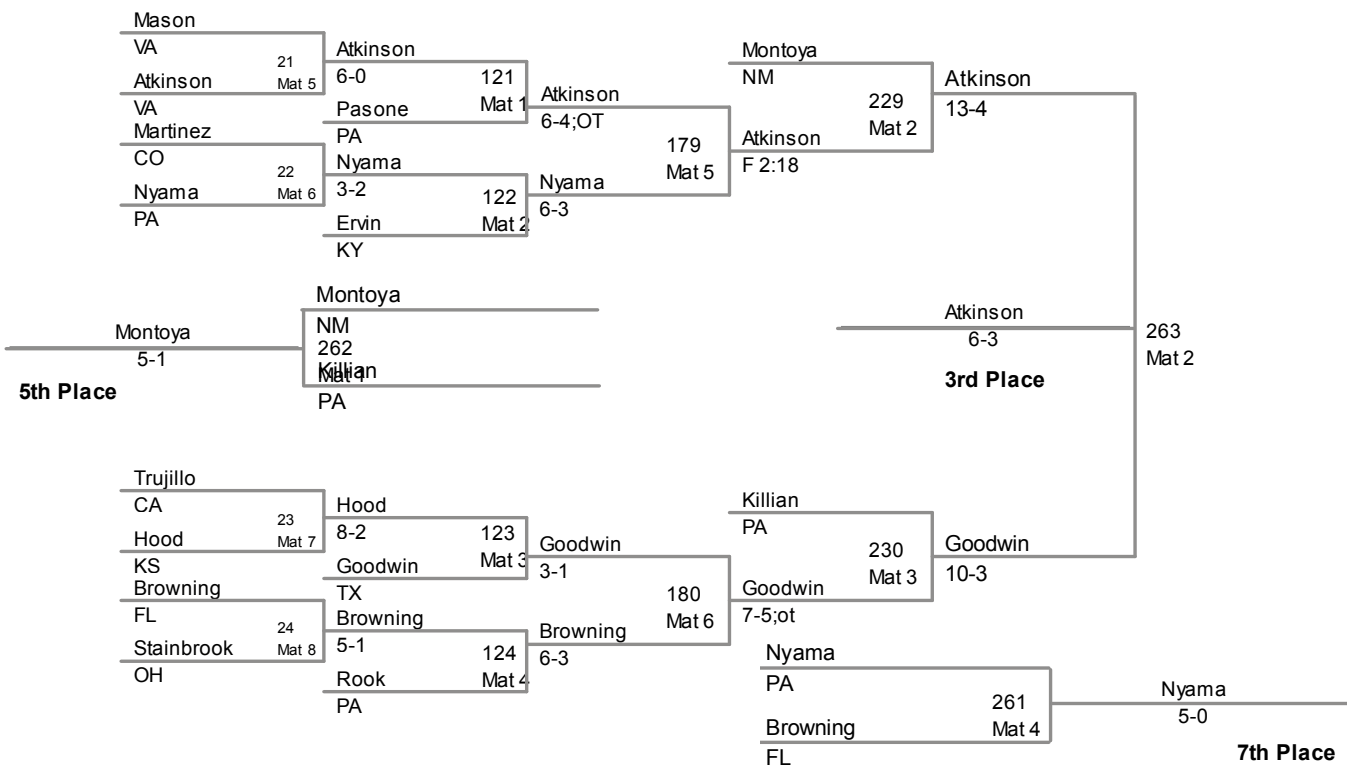 Mason
VA
21
Mat 5
Atkinson
VA
Atkinson
6-0
121
Mat 1
Pasone
PA
Martinez
CO
22
Mat 6
Nyama
PA
Nyama
3-2
122
Mat 2
Ervin
KY
Atkinson
6-4;OT
179
Mat 5
Nyama
6-3
Montoya
NM
229
Mat 2
Atkinson
F 2:18
Atkinson
13-4
Montoya
NM
262
Mat 1
Killian
PA
Montoya
5-1
5th Place
Atkinson
6-3
3rd Place
263
Mat 2
Trujillo
CA
23
Mat 7
Hood
KS
Hood
8-2
123
Mat 3
Goodwin
TX
Browning
FL
24
Mat 8
Stainbrook
OH
Browning
5-1
124
Mat 4
Rook
PA
Goodwin
3-1
180
Mat 6
Browning
6-3
Killian
PA
230
Mat 3
Goodwin
7-5;ot
Goodwin
10-3
Nyama
PA
261
Mat 4
Browning
FL
Nyama
5-0
7th Place